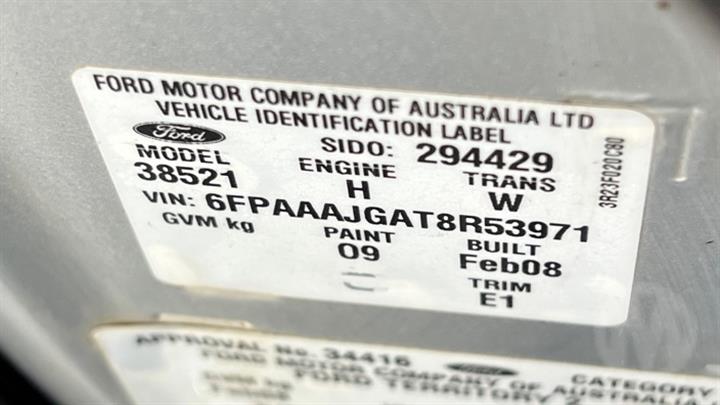 FORD MOTOR COMPANY OF AUSTRALIA LTD
VEHICLE IDENTIFICATION LABEL
Ford SIDO: 294429
MODEL ENGINE TRANS
38521 H W
VIN: 6FPAAAJGAT8R53971
GVM kg PAINT BUILT
09 Feb08
TRIM
E1
3R23F020C80
APPROVAL No. 34416 Ford CATEGORY
FORD MOTOR COMPANY OF AUSTRALIA
FORD TERRITORY 2